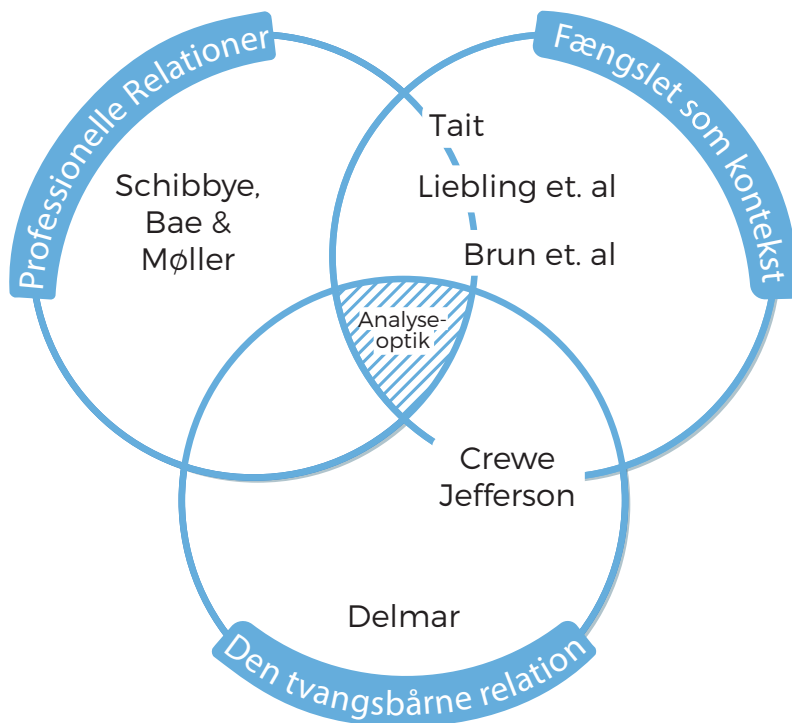 Professionelle Relationer
Fængslet som kontekst
Schibbye,
Bae &
Møller
Tait
Liebling et. al
Brun et. al
Analyse-
optik
Crewe
Jefferson
Delmar
Den tvangsbårne relation